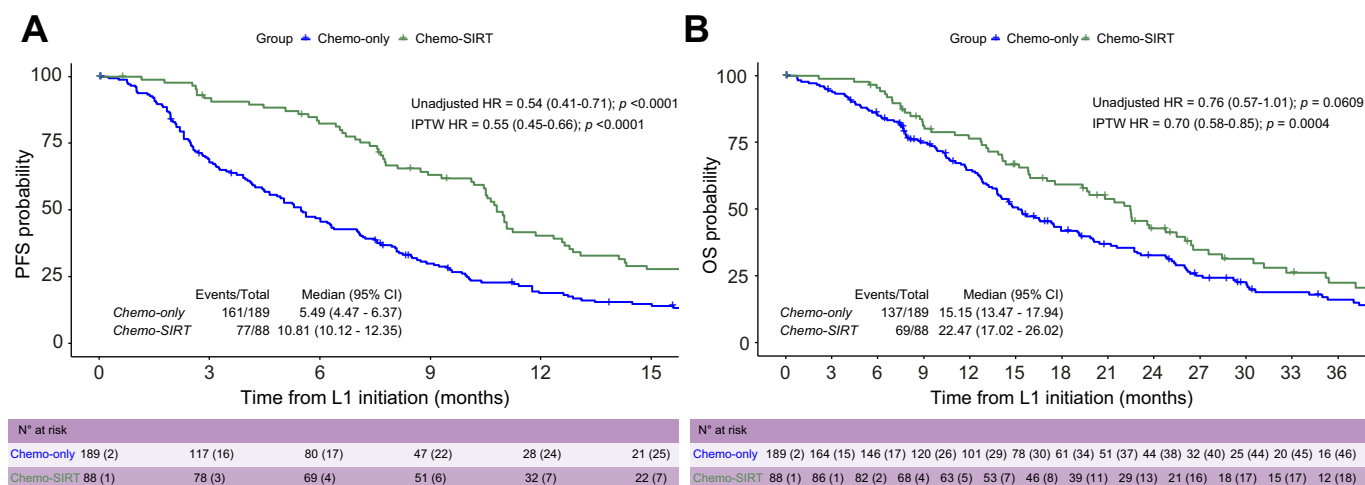 A
Group Chemo-only Chemo-SIRT
100
75
50
25
0
PFS probability
Unadjusted HR = 0.54 (0.41-0.71); p <0.0001
IPTW HR = 0.55 (0.45-0.66); p <0.0001
Events/Total Median (95% CI)
Chemo-only 161/189 5.49 (4.47 - 6.37)
Chemo-SIRT 77/88 10.81 (10.12 - 12.35)
0 3 6 9 12 15
Time from L1 initiation (months)
N° at risk
Chemo-only 189 (2) 117 (16) 80 (17) 47 (22) 28 (24) 21 (25)
Chemo-SIRT 88 (1) 78 (3) 69 (4) 51 (6) 32 (7) 22 (7)
B
Group Chemo-only Chemo-SIRT
100
75
50
25
0
OS probability
Unadjusted HR = 0.76 (0.57-1.01); p = 0.0609
IPTW HR = 0.70 (0.58-0.85); p = 0.0004
Events/Total Median (95% CI)
Chemo-only 137/189 15.15 (13.47 - 17.94)
Chemo-SIRT 69/88 22.47 (17.02 - 26.02)
0 3 6 9 12 15 18 21 24 27 30 33 36
Time from L1 initiation (months)
N° at risk
Chemo-only 189 (2) 164 (15) 146 (17) 120 (26) 101 (29) 78 (30) 61 (34) 51 (37) 44 (38) 32 (40) 25 (44) 20 (45) 16 (46)
Chemo-SIRT 88 (1) 86 (1) 82 (2) 68 (4) 63 (5) 53 (7) 46 (8) 39 (11) 29 (13) 21 (16) 18 (17) 15 (17) 12 (18)